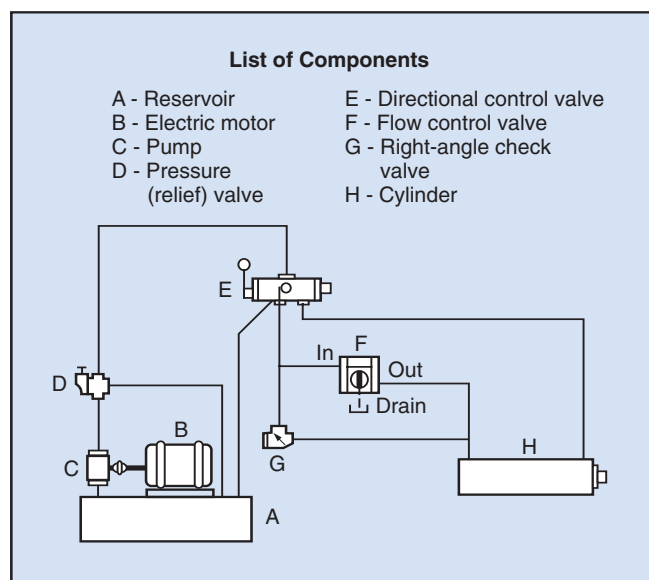 List of Components
A - Reservoir
B - Electric motor
C - Pump
D - Pressure
(relief) valve
E - Directional control valve
F - Flow control valve
G - Right-angle check
valve
H - Cylinder
E
In
F
Out
Drain
D
B
C
G
H
A